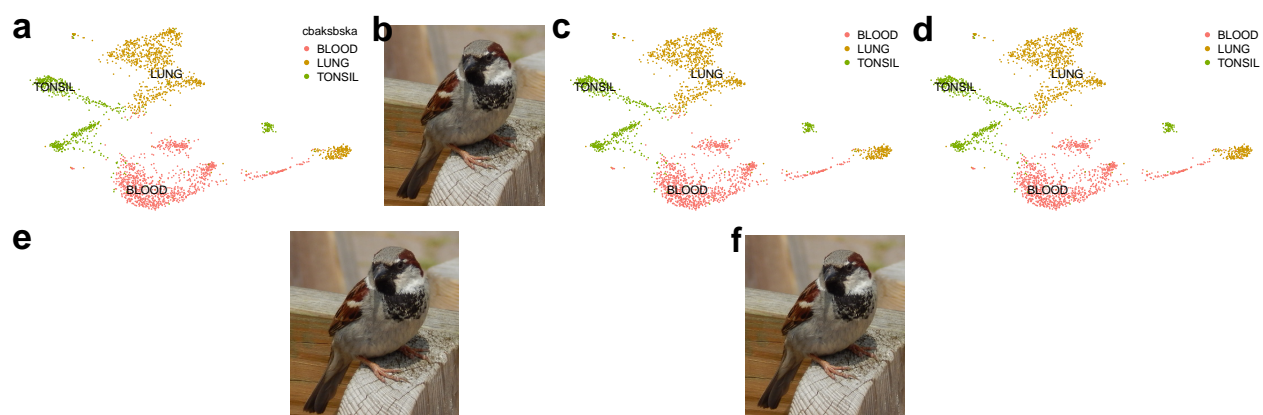 a
cbaksbska
BLOOD
LUNG
TONSIL
LUNG
TONSIL
BLOOD
b
c
BLOOD
LUNG
TONSIL
LUNG
TONSIL
BLOOD
d
BLOOD
LUNG
TONSIL
LUNG
TONSIL
BLOOD
e
f